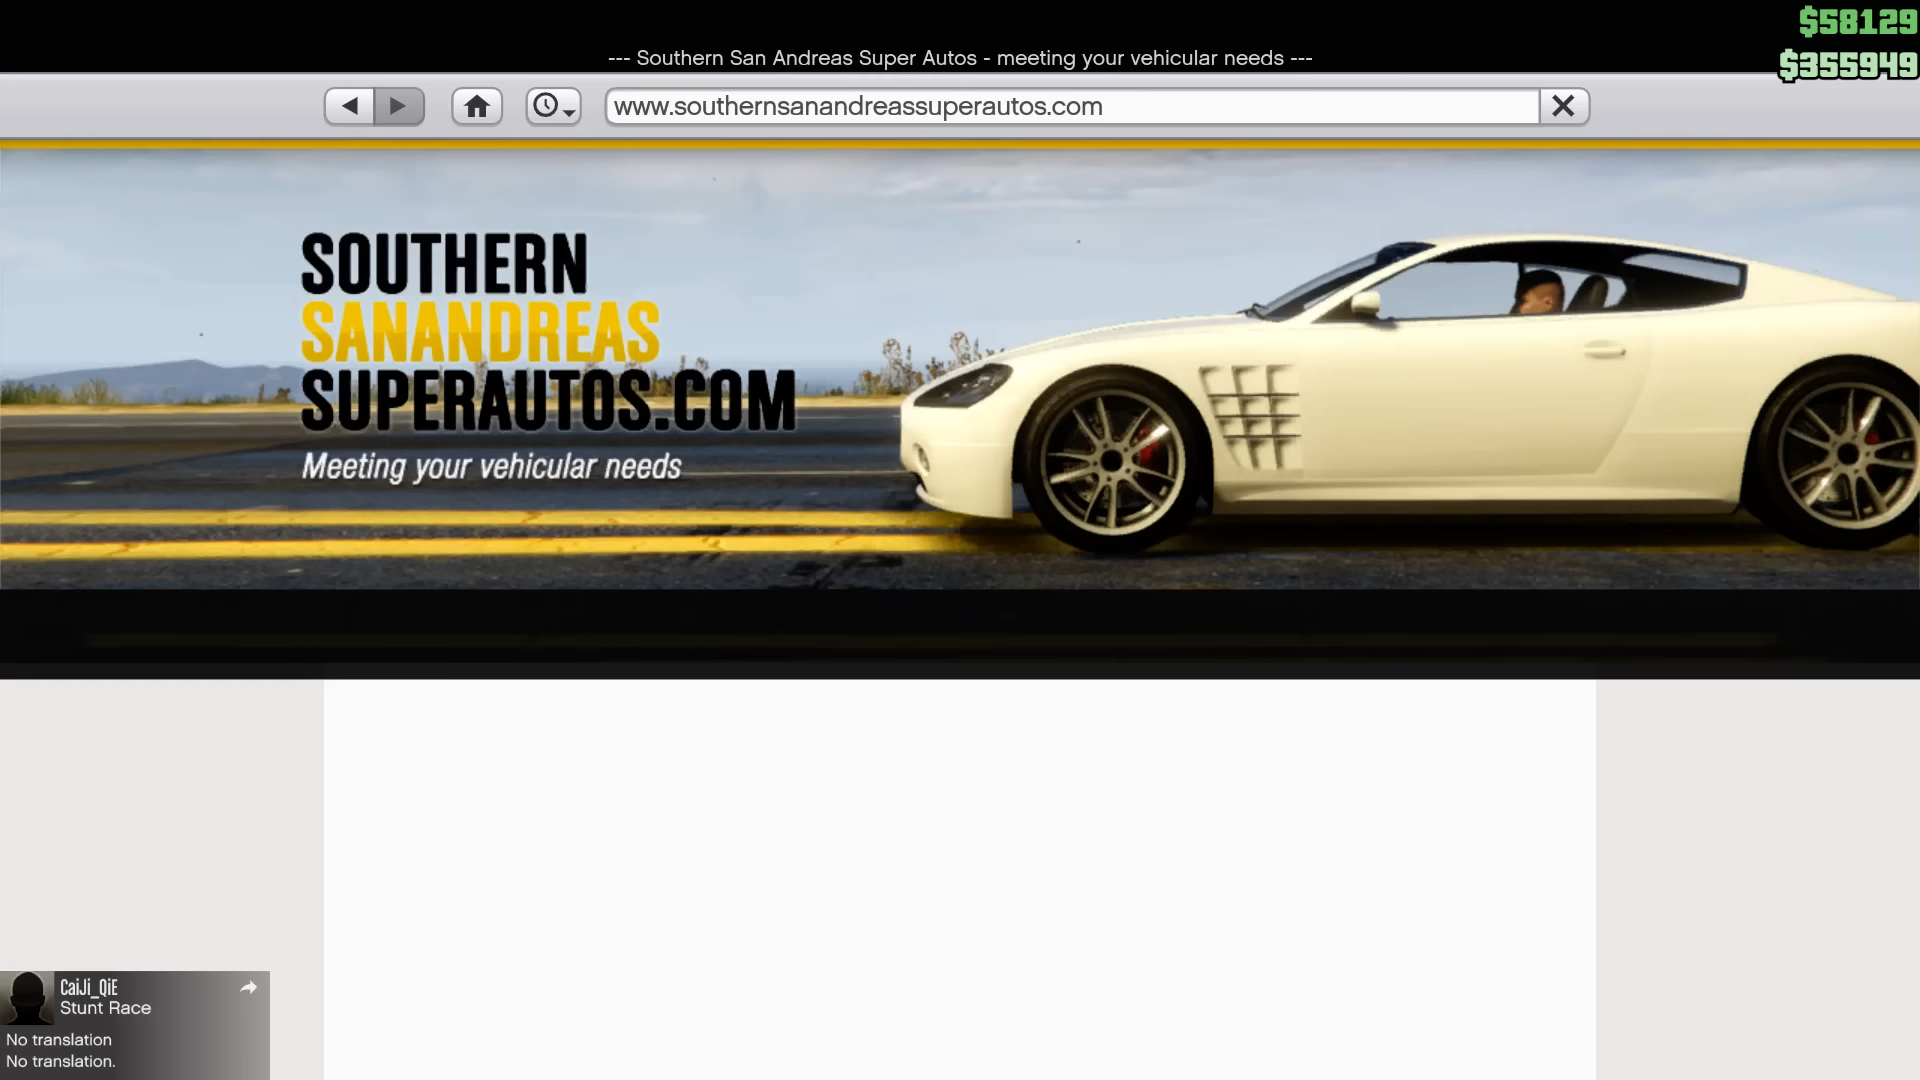 $58129
--- Southern San Andreas Super Autos - meeting your vehicular needs ---
$355949
www.southernsanandreassuperautos.com
SOUTHERN
SANANDREAS
SUPERAUTOS.COM
Meeting your vehicular needs
CaiJi_QiE
Stunt Race
No translation
No translation.